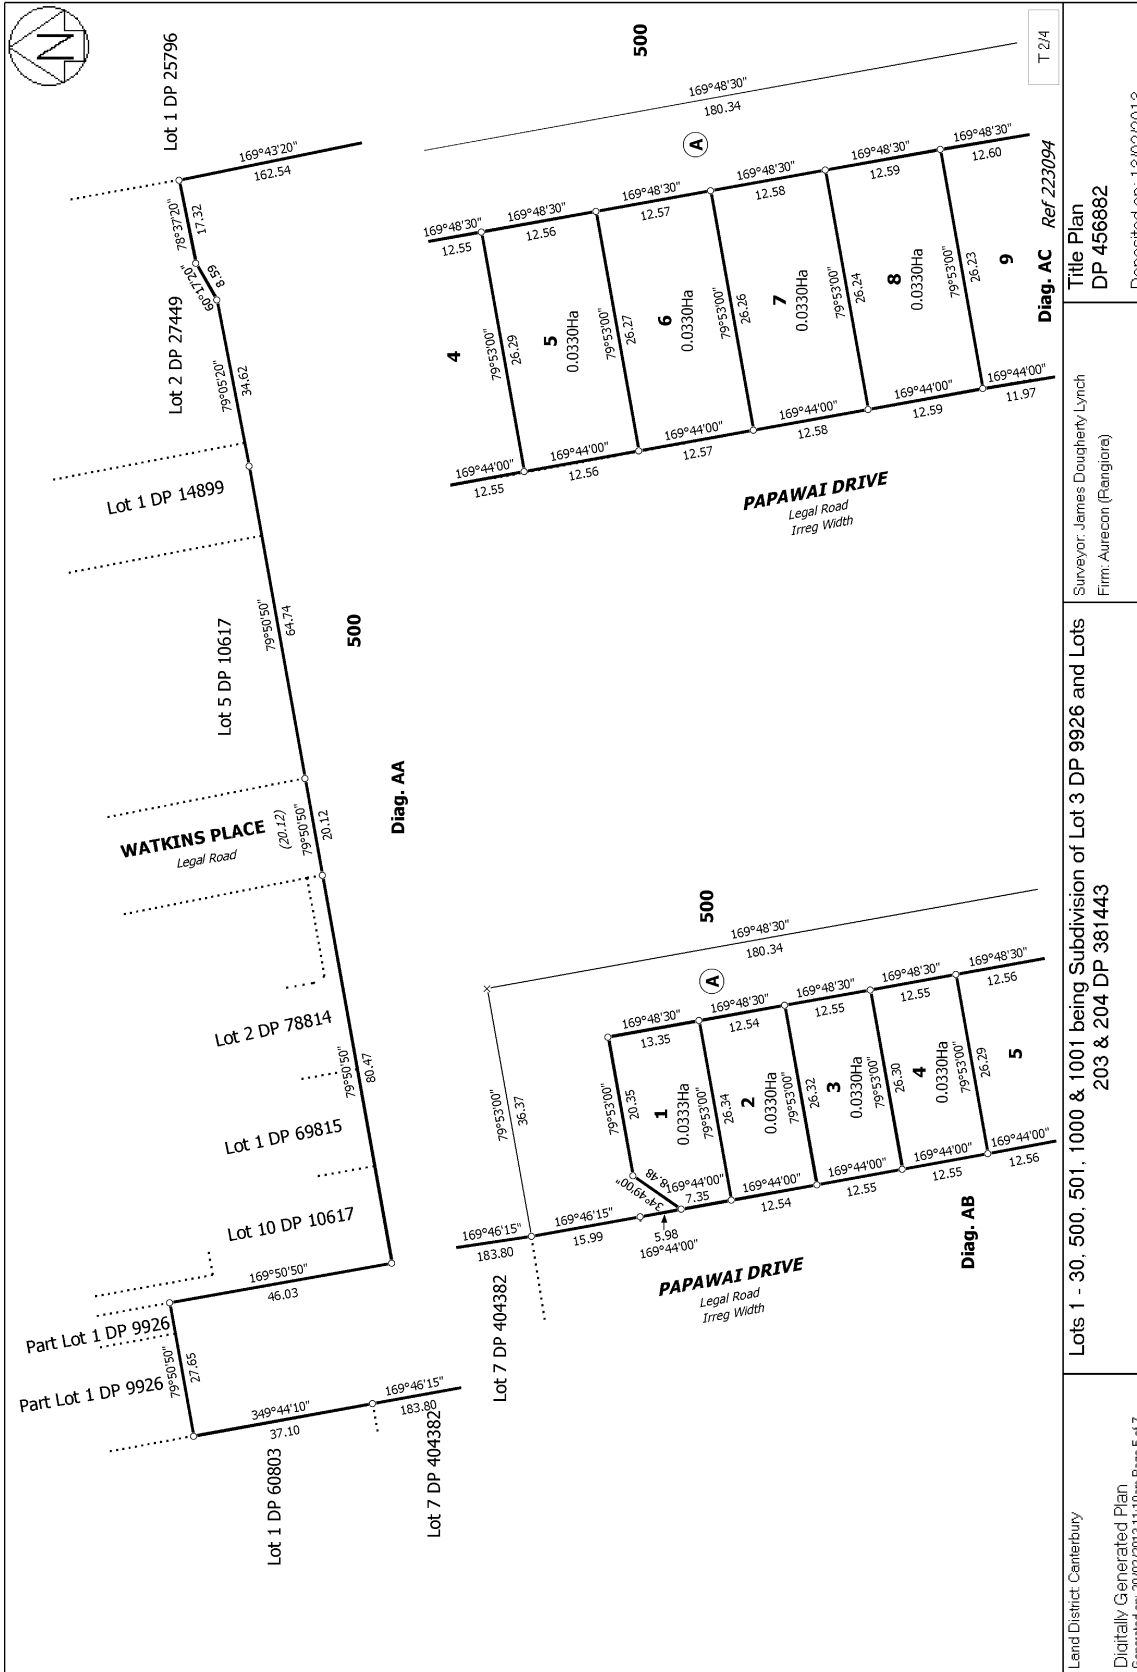 N
Lot 1 DP 25796
169°43'20"
162.54
78°37'20"
17.32
60°17'20"
8.59
Lot 2 DP 27449
79°05'20"
34.62
Lot 1 DP 14899
79°50'50"
64.74
Lot 5 DP 10617
500
WATKINS PLACE
Legal Road
(20.12)
79°50'50"
20.12
Diag. AA
Lot 2 DP 78814
79°50'50"
80.47
Lot 1 DP 69815
Lot 10 DP 10617
169°50'50"
46.03
Part Lot 1 DP 9926
Part Lot 1 DP 9926
79°50'50"
27.65
349°44'10"
37.10
Lot 1 DP 60803
169°46'15"
183.80
Lot 7 DP 404382
500
169°48'30"
180.34
A
169°48'30"
12.55
169°48'30"
12.56
169°48'30"
12.57
169°48'30"
12.58
169°48'30"
12.59
169°48'30"
12.60
4
79°53'00"
26.29
5
0.0330Ha
79°53'00"
26.27
6
0.0330Ha
79°53'00"
26.26
7
0.0330Ha
79°53'00"
26.24
8
0.0330Ha
79°53'00"
26.23
9
169°44'00"
12.55
169°44'00"
12.56
169°44'00"
12.57
169°44'00"
12.58
169°44'00"
12.59
169°44'00"
11.97
PAPAWAI DRIVE
Legal Road
Irreg Width
Diag. AC
Ref 223094
T 2/4
500
169°48'30"
180.34
A
79°53'00"
36.37
169°48'30"
13.35
169°48'30"
12.54
169°48'30"
12.55
169°48'30"
12.55
169°48'30"
12.56
79°53'00"
20.35
1
0.0333Ha
79°53'00"
26.34
2
0.0330Ha
79°53'00"
26.32
3
0.0330Ha
79°53'00"
26.30
4
0.0330Ha
79°53'00"
26.29
5
34°49'00"
8.48
169°46'15"
183.80
169°46'15"
15.99
5.98
169°44'00"
169°44'00"
7.35
169°44'00"
12.54
169°44'00"
12.55
169°44'00"
12.55
169°44'00"
12.56
Lot 7 DP 404382
PAPAWAI DRIVE
Legal Road
Irreg Width
Diag. AB
Land District: Canterbury
Digitally Generated Plan
Generated on: 20/02/2013 11:19am Page 5 of 7
Lots 1 - 30, 500, 501, 1000 & 1001 being Subdivision of Lot 3 DP 9926 and Lots
203 & 204 DP 381443
Surveyor: James Dougherty Lynch
Firm: Aurecon (Rangiora)
Title Plan
DP 456882
Deposited on: